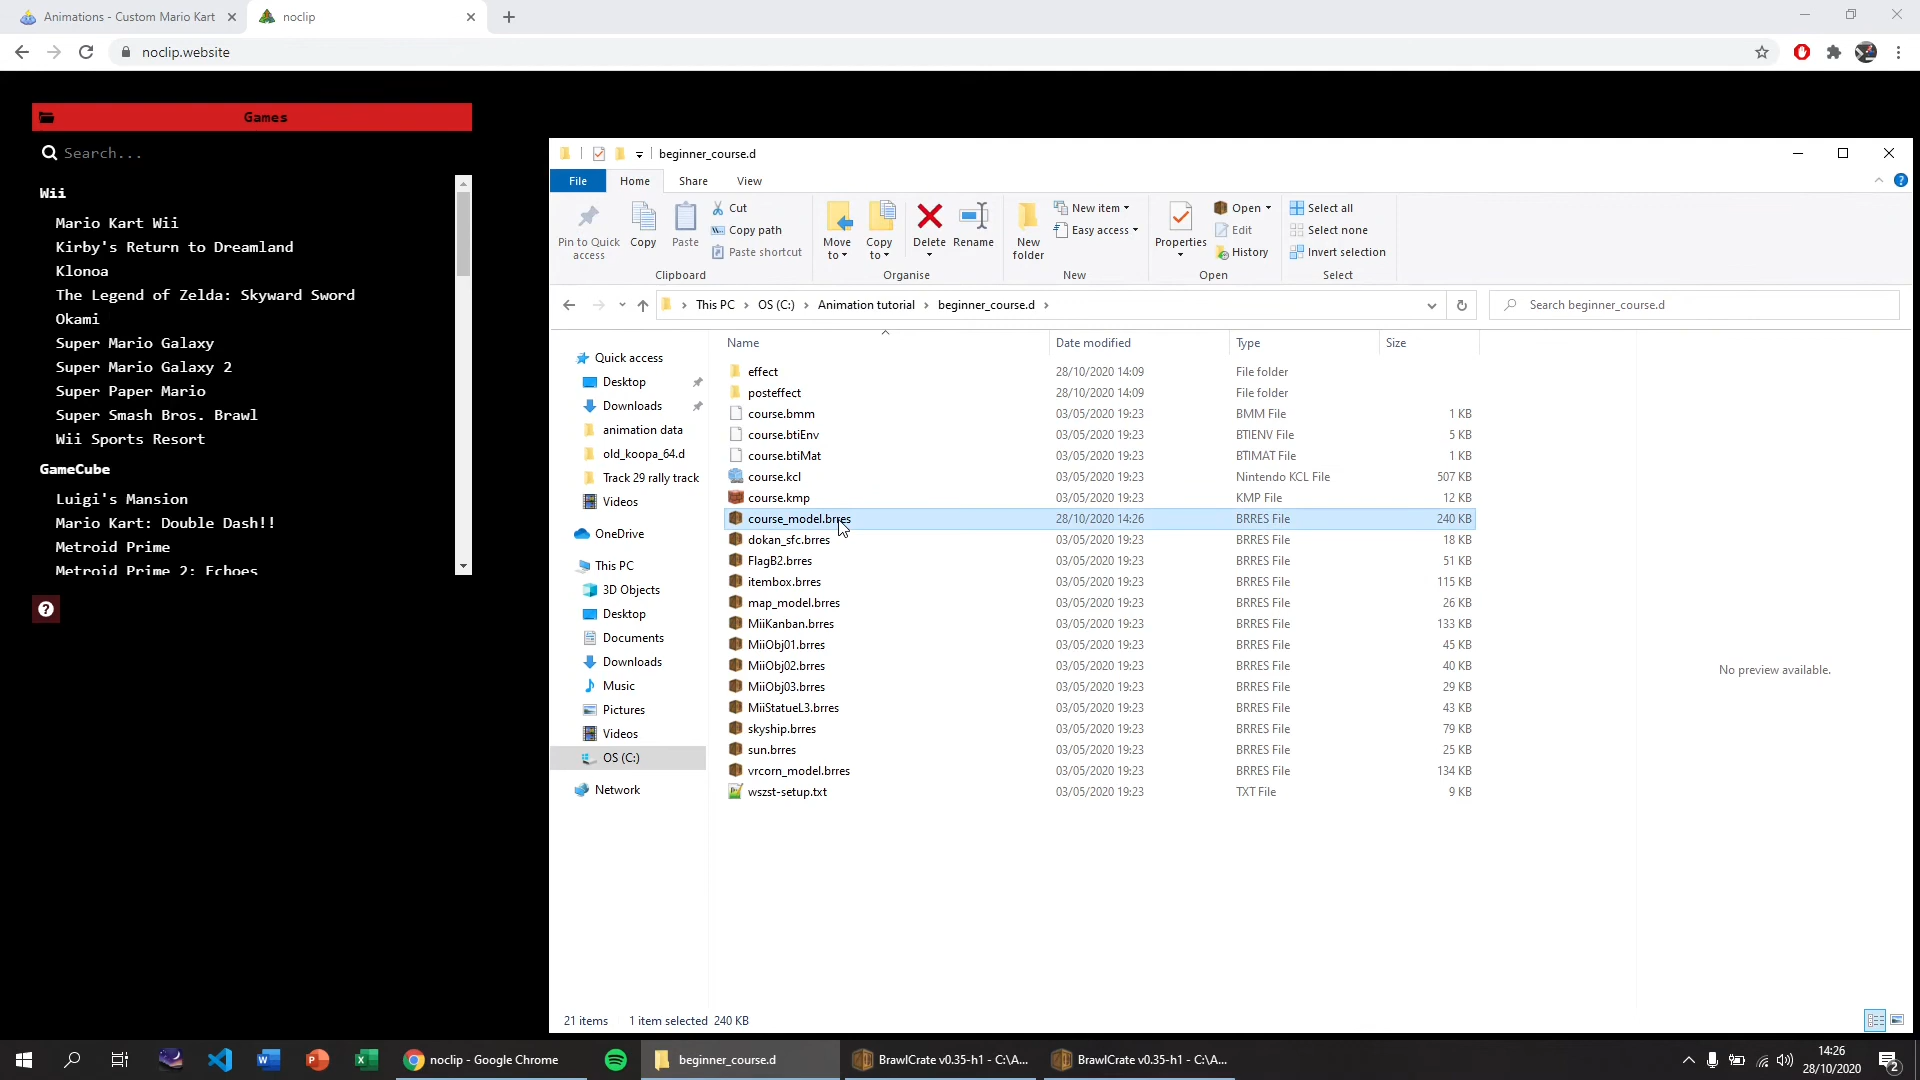 Animations - Custom Mario Kart
noclip
noclip.website
Games
Search...
Wii
Mario Kart Wii
Kirby's Return to Dreamland
Klonoa
The Legend of Zelda: Skyward Sword
Okami
Super Mario Galaxy
Super Mario Galaxy 2
Super Paper Mario
Super Smash Bros. Brawl
Wii Sports Resort
GameCube
Luigi's Mansion
Mario Kart: Double Dash!!
Metroid Prime
Metroid Prime 2: Echoes
beginner_course.d
File Home Share View
Pin to Quick access
Copy
Paste
Cut
Copy path
Paste shortcut
Clipboard
Move to
Copy to
Delete
Rename
Organise
New folder
New item
Easy access
New
Properties
Open
Edit
History
Open
Select all
Select none
Invert selection
Select
This PC > OS (C:) > Animation tutorial > beginner_course.d >
Search beginner_course.d
Quick access
Desktop
Downloads
animation data
old_koopa_64.d
Track 29 rally track
Videos
OneDrive
This PC
3D Objects
Desktop
Documents
Downloads
Music
Pictures
Videos
OS (C:)
Network
Name Date modified Type Size
effect 28/10/2020 14:09 File folder
posteffect 28/10/2020 14:09 File folder
course.bmm 03/05/2020 19:23 BMM File 1 KB
course.btiEnv 03/05/2020 19:23 BTIENV File 5 KB
course.btiMat 03/05/2020 19:23 BTIMAT File 1 KB
course.kcl 03/05/2020 19:23 Nintendo KCL File 507 KB
course.kmp 03/05/2020 19:23 KMP File 12 KB
course_model.brres 28/10/2020 14:26 BRRES File 240 KB
dokan_sfc.brres 03/05/2020 19:23 BRRES File 18 KB
FlagB2.brres 03/05/2020 19:23 BRRES File 51 KB
itembox.brres 03/05/2020 19:23 BRRES File 115 KB
map_model.brres 03/05/2020 19:23 BRRES File 26 KB
MiiKanban.brres 03/05/2020 19:23 BRRES File 133 KB
MiiObj01.brres 03/05/2020 19:23 BRRES File 45 KB
MiiObj02.brres 03/05/2020 19:23 BRRES File 40 KB
MiiObj03.brres 03/05/2020 19:23 BRRES File 29 KB
MiiStatueL3.brres 03/05/2020 19:23 BRRES File 43 KB
skyship.brres 03/05/2020 19:23 BRRES File 79 KB
sun.brres 03/05/2020 19:23 BRRES File 25 KB
vrcorn_model.brres 03/05/2020 19:23 BRRES File 134 KB
wszst-setup.txt 03/05/2020 19:23 TXT File 9 KB
No preview available.
21 items 1 item selected 240 KB
noclip - Google Chrome
beginner_course.d
BrawlCrate v0.35-h1 - C:\A...
BrawlCrate v0.35-h1 - C:\A...
14:26
28/10/2020
2